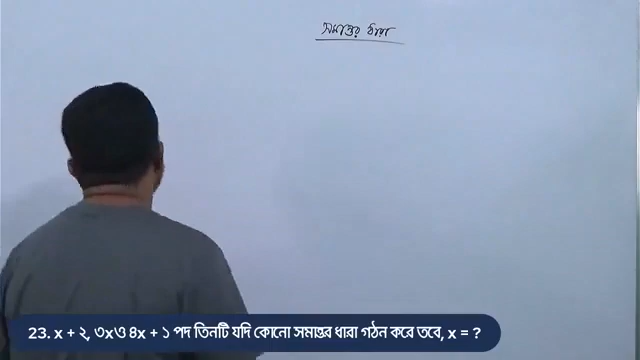 সমান্তর ধারা
23. x + ২, ৩x ও ৪x + ১ পদ তিনটি যদি কোনো সমান্তর ধারা গঠন করে তবে, x = ?